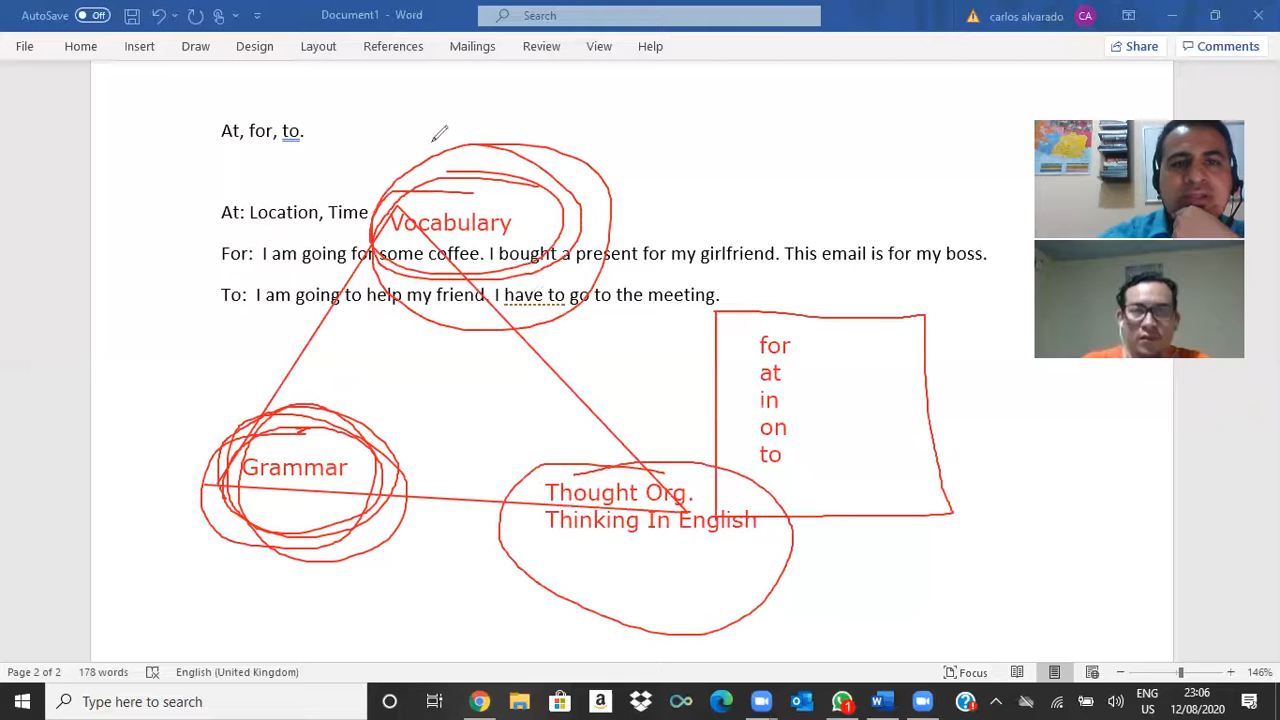 AutoSave Off Document1 - Word Search carlos alvarado CA
File Home Insert Draw Design Layout References Mailings Review View Help Share Comments
At, for, to.
At: Location, Time
Vocabulary
For: I am going for some coffee. I bought a present for my girlfriend. This email is for my boss.
To: I am going to help my friend. I have to go to the meeting.
for
at
in
on
to
Grammar
Thought Org.
Thinking In English
Page 2 of 2 178 words English (United Kingdom) Focus 146%
Type here to search
1
ENG
US
23:06
12/08/2020